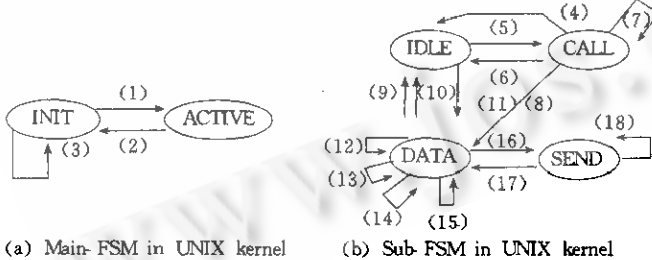 (4)
(7)
IDLE
(5)
CALL
(6)
(9)
(10)
(11)
(8)
(1)
INIT
ACTIVE
(3)
(2)
(12)
DATA
(16)
SEND
(18)
(13)
(17)
(14)
(15)
(a) Main-FSM in UNIX kernel
(b) Sub-FSM in UNIX kernel